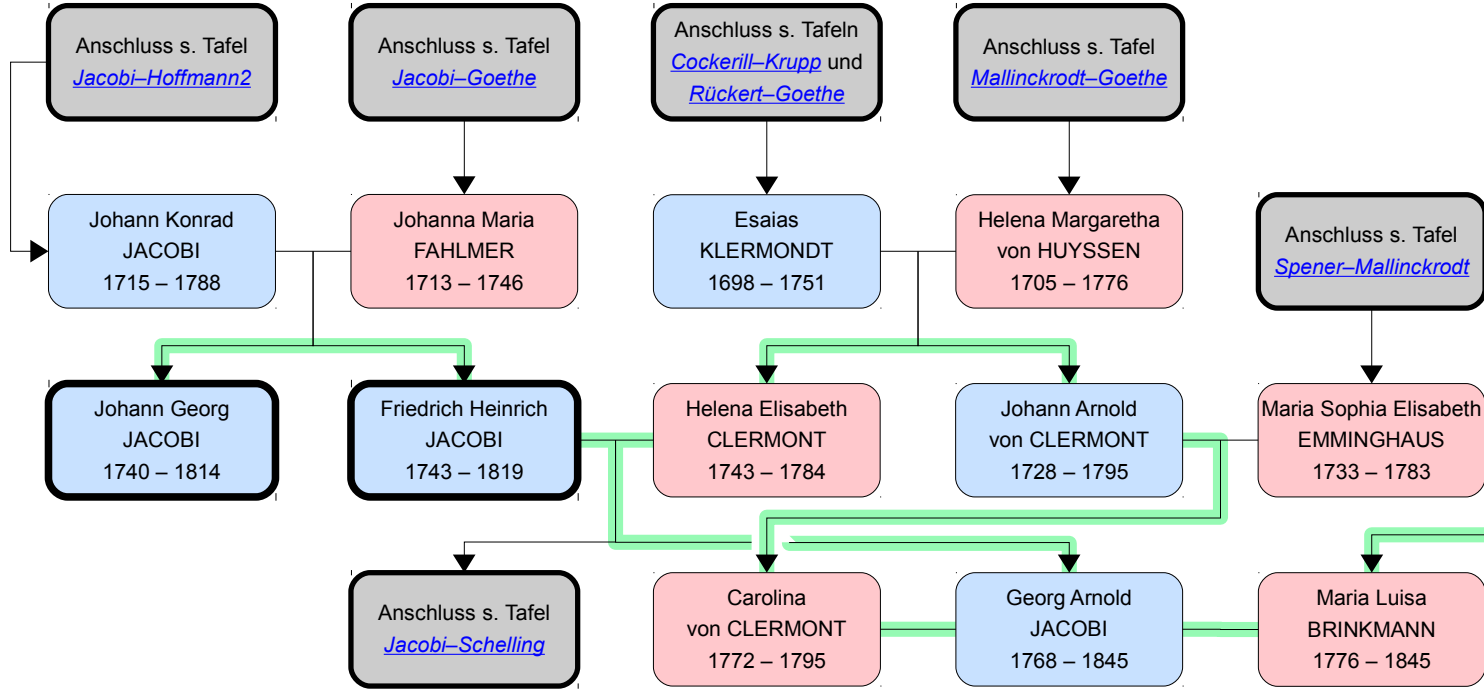 Anschluss s. Tafel
Jacobi–Hoffmann2
Anschluss s. Tafel
Jacobi–Goethe
Anschluss s. Tafeln
Cockerill–Krupp und
Rückert–Goethe
Anschluss s. Tafel
Mallinckrodt–Goethe
Johann Konrad
JACOBI
1715 – 1788
Johanna Maria
FAHLMER
1713 – 1746
Esaias
KLERMONDT
1698 – 1751
Helena Margaretha
von HUYSSEN
1705 – 1776
Anschluss s. Tafel
Spener–Mallinckrodt
Johann Georg
JACOBI
1740 – 1814
Friedrich Heinrich
JACOBI
1743 – 1819
Helena Elisabeth
CLERMONT
1743 – 1784
Johann Arnold
von CLERMONT
1728 – 1795
Maria Sophia Elisabeth
EMMINGHAUS
1733 – 1783
Anschluss s. Tafel
Jacobi–Schelling
Carolina
von CLERMONT
1772 – 1795
Georg Arnold
JACOBI
1768 – 1845
Maria Luisa
BRINKMANN
1776 – 1845